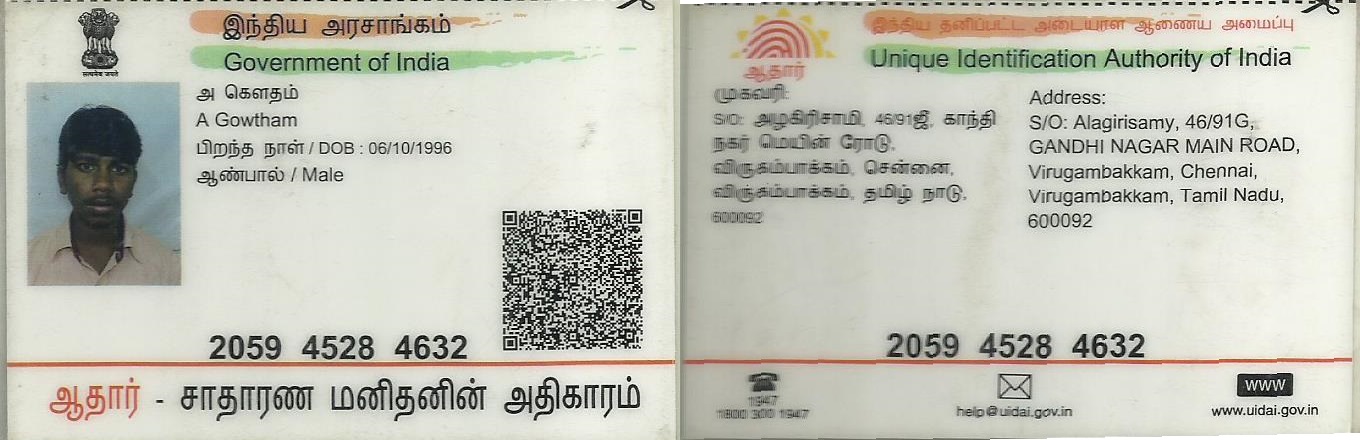 இந்திய அரசாங்கம்
Government of India
सत्यमेव जयते
அ கௌதம்
A Gowtham
பிறந்த நாள் / DOB : 06/10/1996
ஆண்பால் / Male
2059 4528 4632
ஆதார் - சாதாரண மனிதனின் அதிகாரம்
இந்திய தனிப்பட்ட அடையாள ஆணைய அமைப்பு
Unique Identification Authority of India
ஆதார்
முகவரி:
S/O: அழகிரிசாமி, 46/91ஜீ, காந்தி
நகர் மெயின் ரோடு,
விருகம்பாக்கம், சென்னை,
விருகம்பாக்கம், தமிழ் நாடு,
600092
Address:
S/O: Alagirisamy, 46/91G,
GANDHI NAGAR MAIN ROAD,
Virugambakkam, Chennai,
Virugambakkam, Tamil Nadu,
600092
2059 4528 4632
1947
1800 300 1947
help@uidai.gov.in
www
www.uidai.gov.in